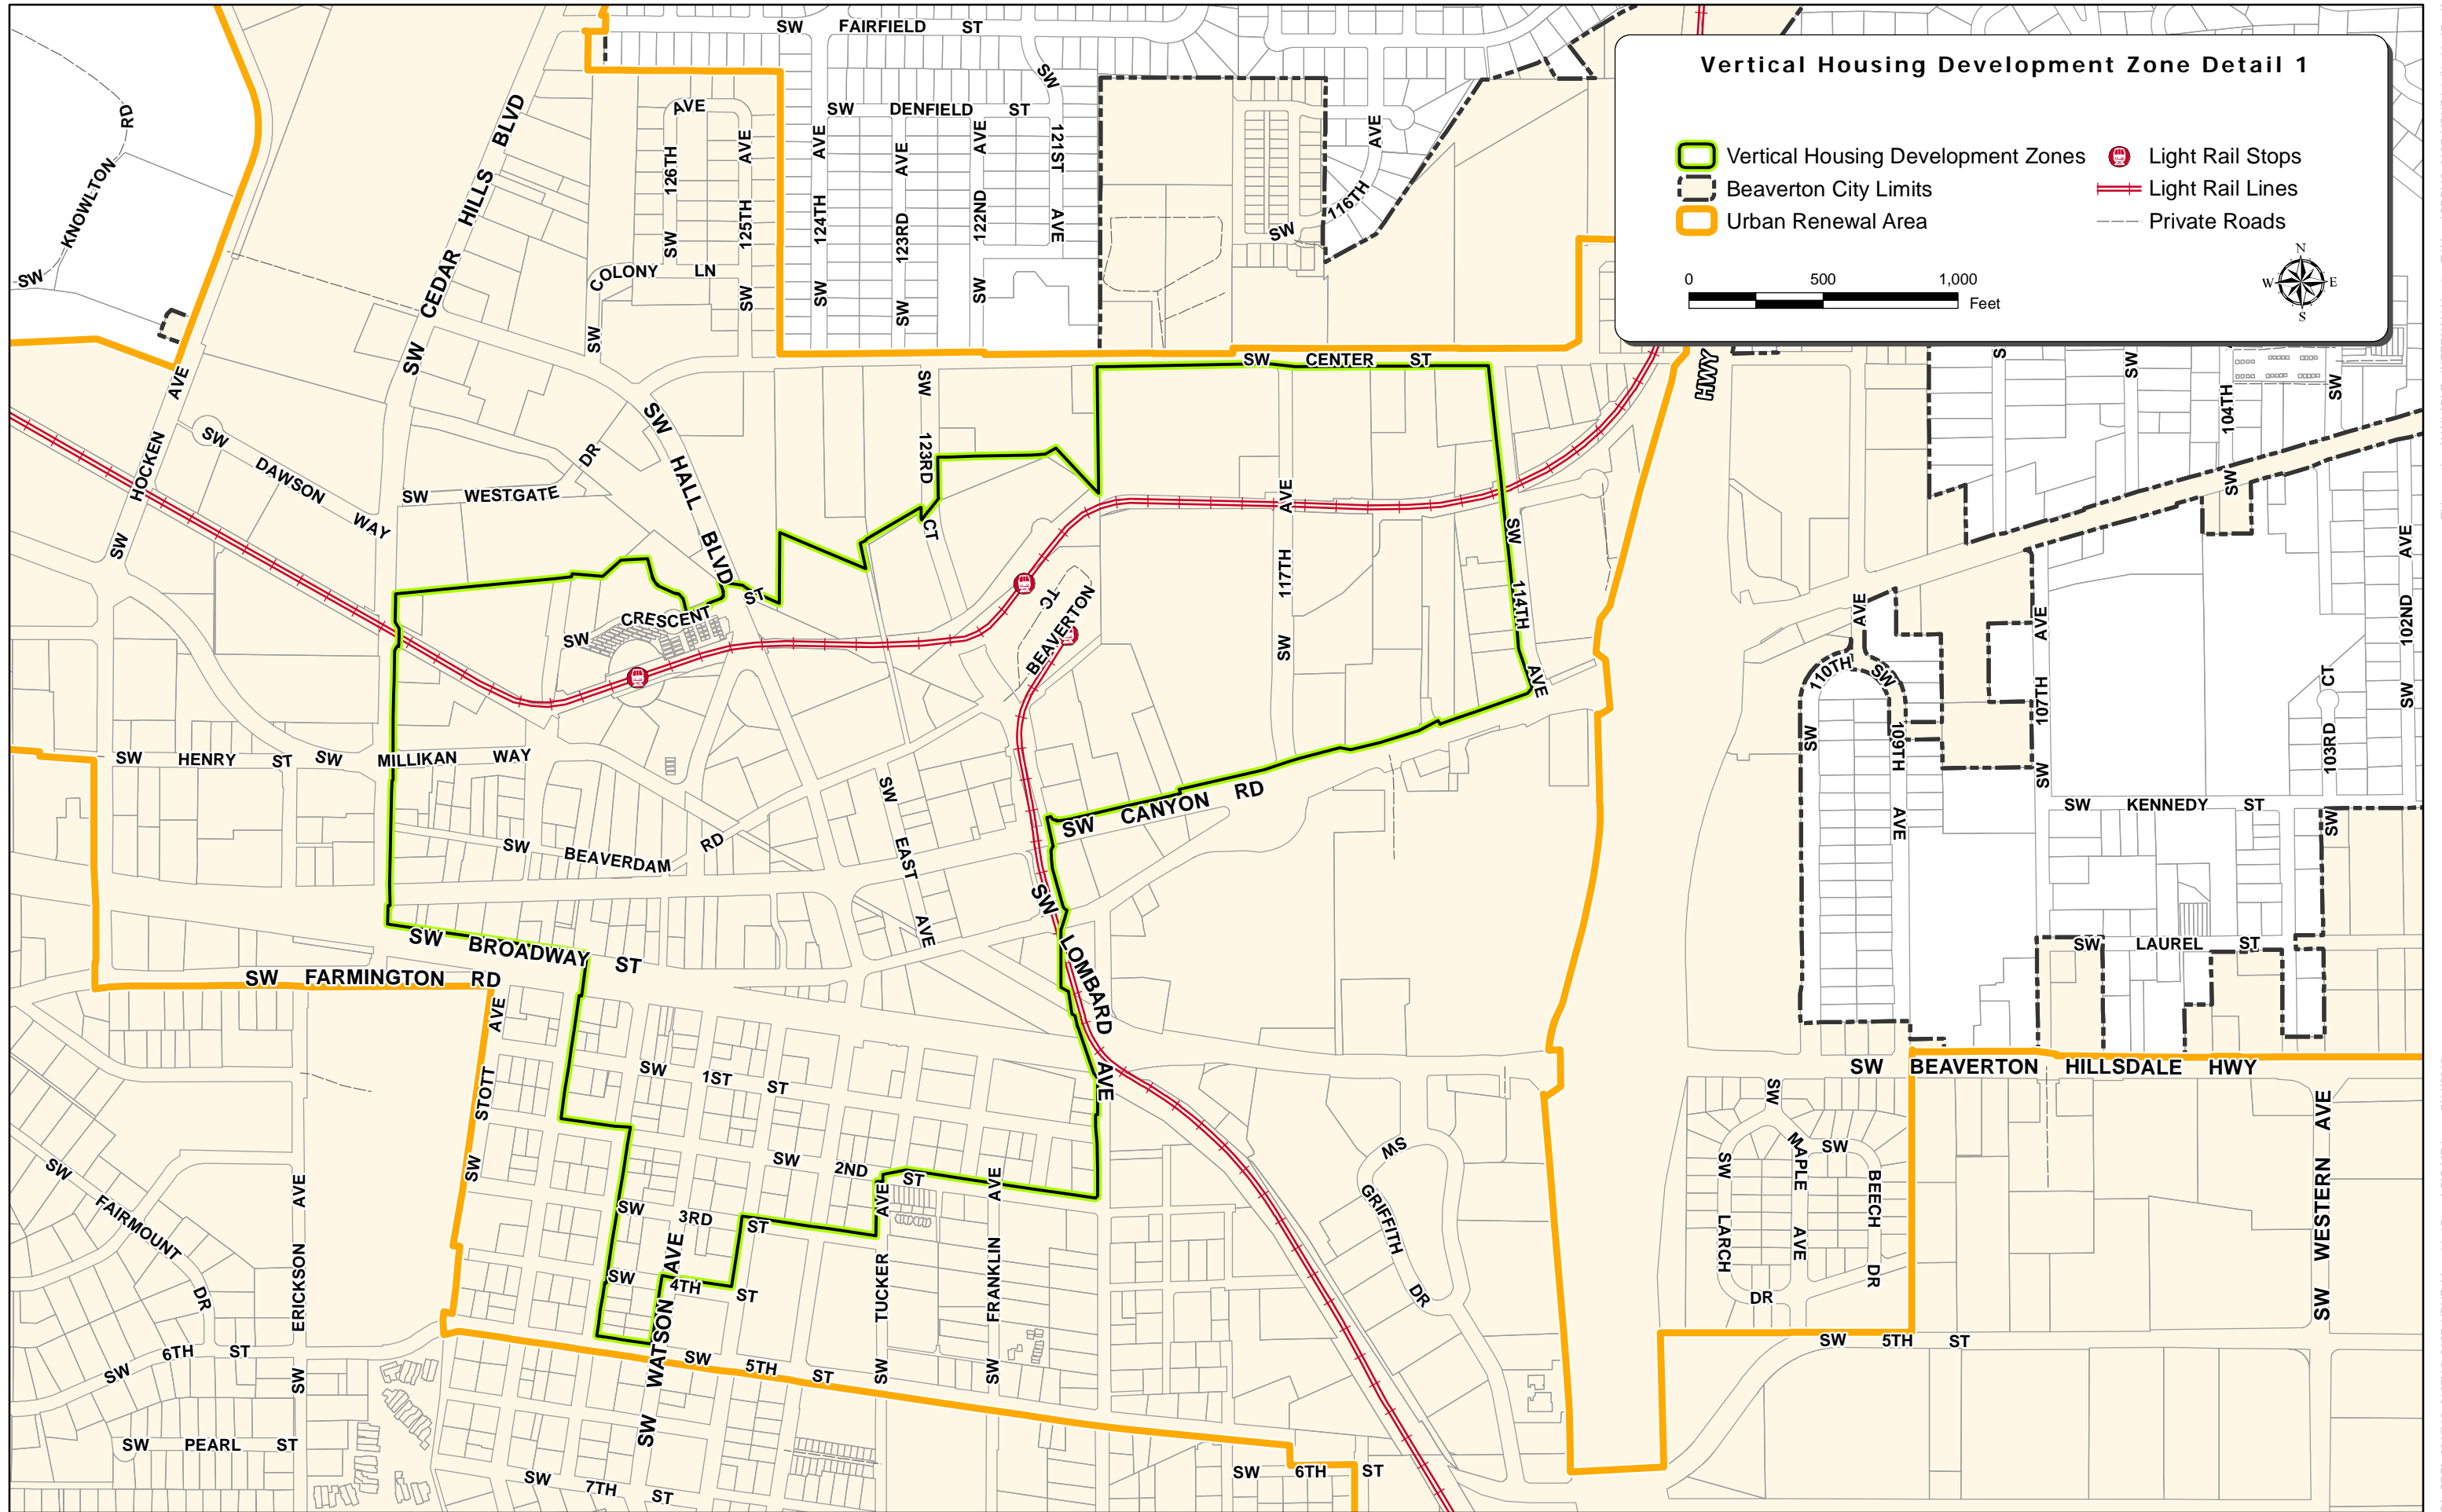 Vertical Housing Development Zone Detail 1
Vertical Housing Development Zones
Beaverton City Limits
Urban Renewal Area
Light Rail Stops
Light Rail Lines
Private Roads
0 500 1,000
Feet
N
W E
S
SW FAIRFIELD ST
SW KNOWLTON RD
SW CEDAR HILLS BLVD
SW 126TH AVE
SW 125TH AVE
SW COLONY LN
SW DENFIELD ST
SW 124TH AVE
SW 123RD AVE
SW 122ND AVE
SW 121ST AVE
SW 116TH AVE
SW CENTER ST
HWY
SW HOCKEN AVE
SW DAWSON WAY
SW WESTGATE DR
SW HALL BLVD
SW 123RD CT
SW CRESCENT ST
BEAVERTON TC
SW 117TH AVE
SW 114TH AVE
SW 104TH
SW
SW
S
SW 110TH AVE
SW 109TH AVE
SW 107TH AVE
SW 103RD CT
SW 102ND AVE
SW HENRY ST
SW MILLIKAN WAY
SW BEAVERDAM RD
SW EAST AVE
SW CANYON RD
SW KENNEDY ST
SW
SW LAUREL ST
SW BROADWAY ST
SW FARMINGTON RD
SW LOMBARD AVE
SW BEAVERTON HILLSDALE HWY
SW STOTT AVE
SW 1ST ST
SW 2ND ST
SW 3RD ST
SW 4TH ST
SW 5TH ST
SW WATSON AVE
SW TUCKER AVE
SW FRANKLIN AVE
SW GRIFFITH DR
SW LARCH DR
SW MAPLE AVE
SW BEECH DR
SW 5TH ST
SW WESTERN AVE
SW FAIRMOUNT DR
SW ERICKSON AVE
SW 6TH ST
SW PEARL ST
SW 7TH ST
SW 6TH ST